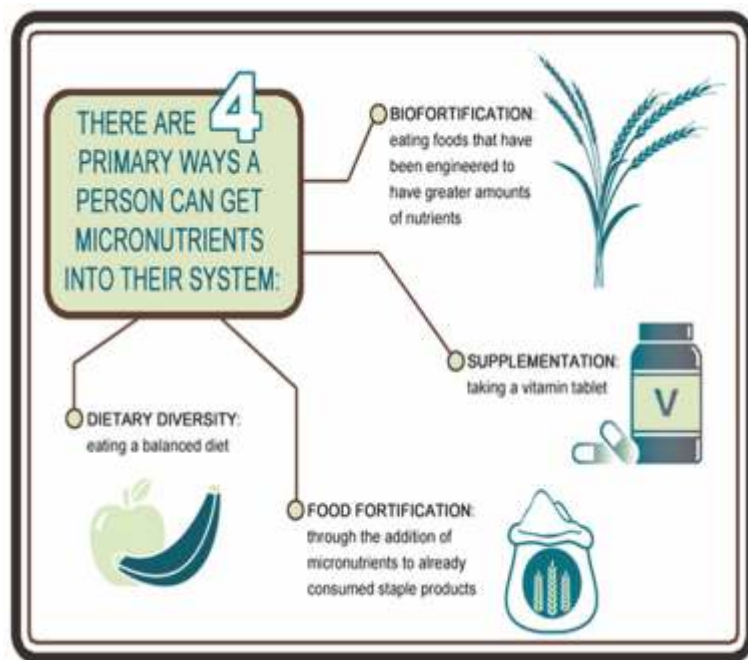 THERE ARE 4
PRIMARY WAYS A
PERSON CAN GET
MICRONUTRIENTS
INTO THEIR SYSTEM:
BIOFORTIFICATION:
eating foods that have
been engineered to
have greater amounts
of nutrients
SUPPLEMENTATION:
taking a vitamin tablet
V
DIETARY DIVERSITY:
eating a balanced diet
FOOD FORTIFICATION:
through the addition of
micronutrients to already
consumed staple products